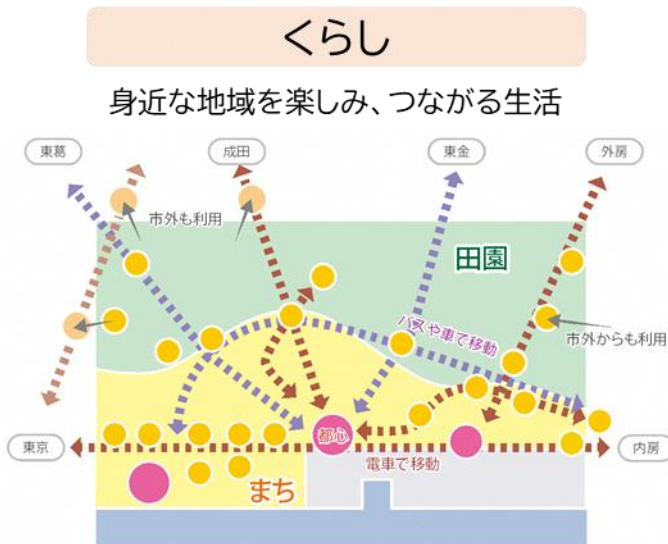 くらし
身近な地域を楽しみ、つながる生活
東葛
成田
東金
外房
市外も利用
田園
バスや車で移動
市外からも利用
都心
東京
内房
電車で移動
まち